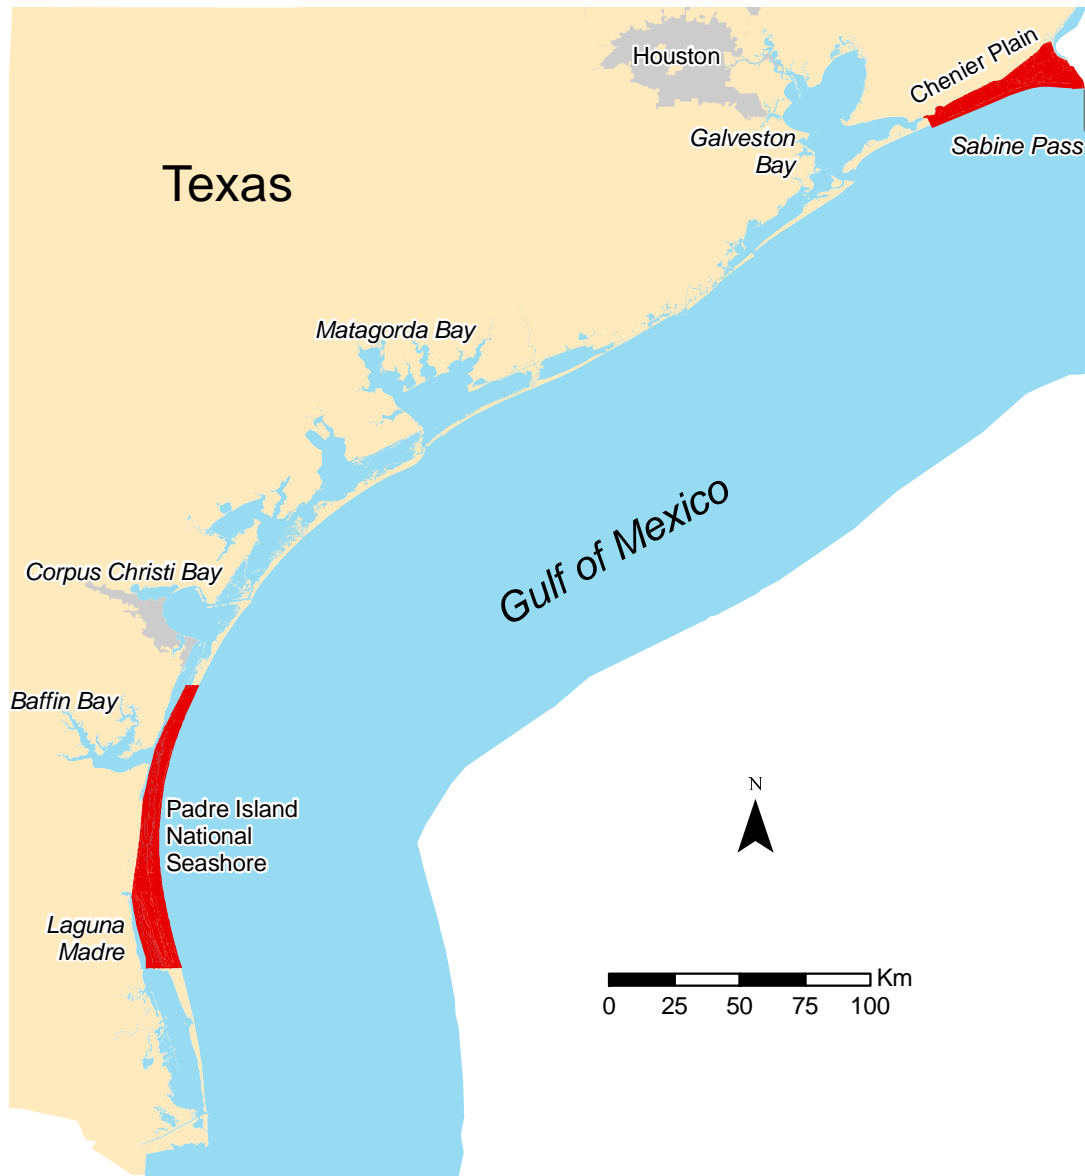 Houston
Chenier Plain
Galveston
Bay
Sabine Pass
Texas
Matagorda Bay
Gulf of Mexico
Corpus Christi Bay
Baffin Bay
Padre Island
National
Seashore
N
Laguna
Madre
Km
0 25 50 75 100